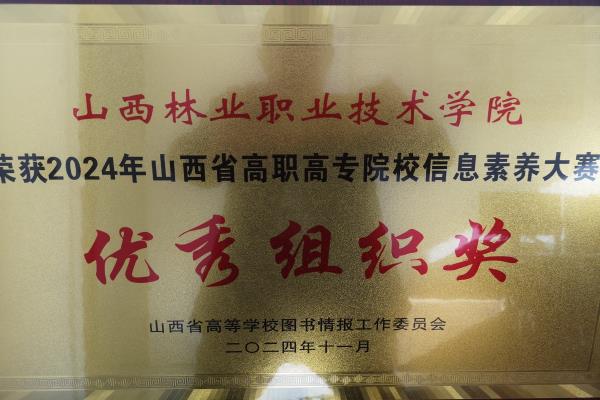 山西林业职业技术学院
荣获2024年山西省高职高专院校信息素养大赛
优秀组织奖
山西省高等学校图书情报工作委员会
二〇二四年十一月